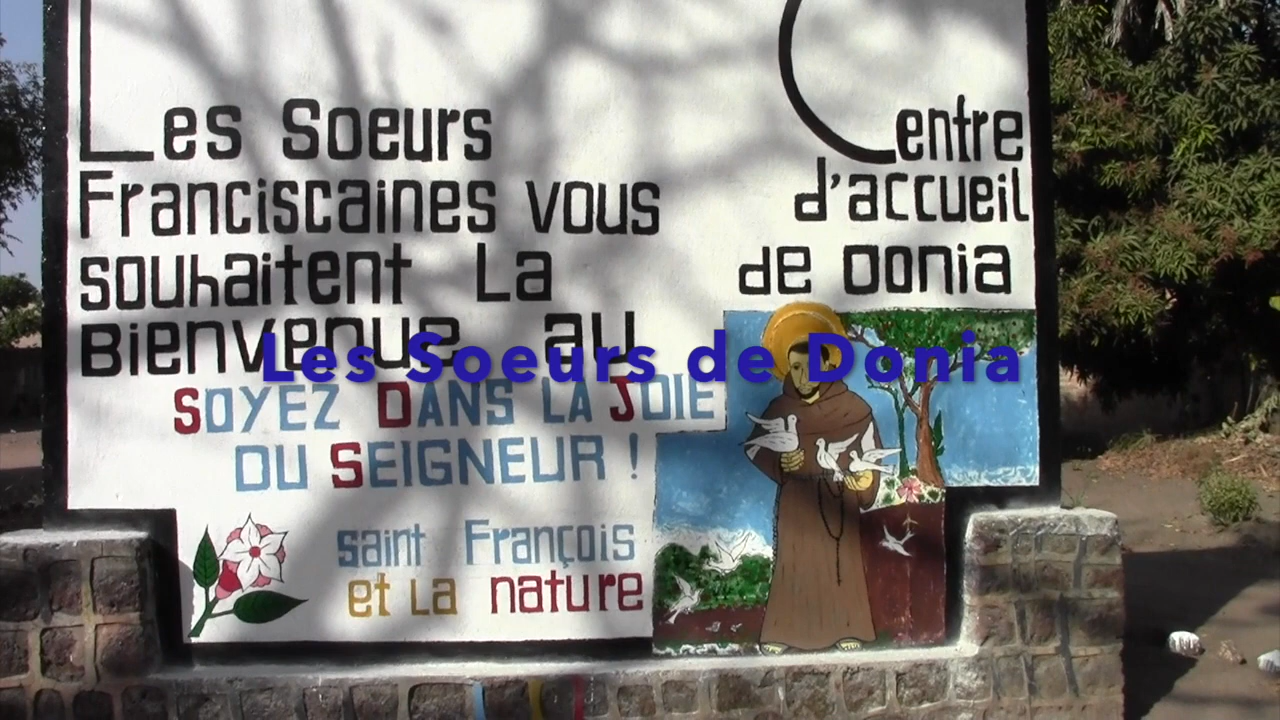 Les Soeurs
Franciscaines vous
souhaitent La
Bienvenue au
Centre
d'accueil
de Donia
Les Soeurs de Donia
SOYEZ DANS LA JOIE
DU SEIGNEUR !
saint François
et La nature